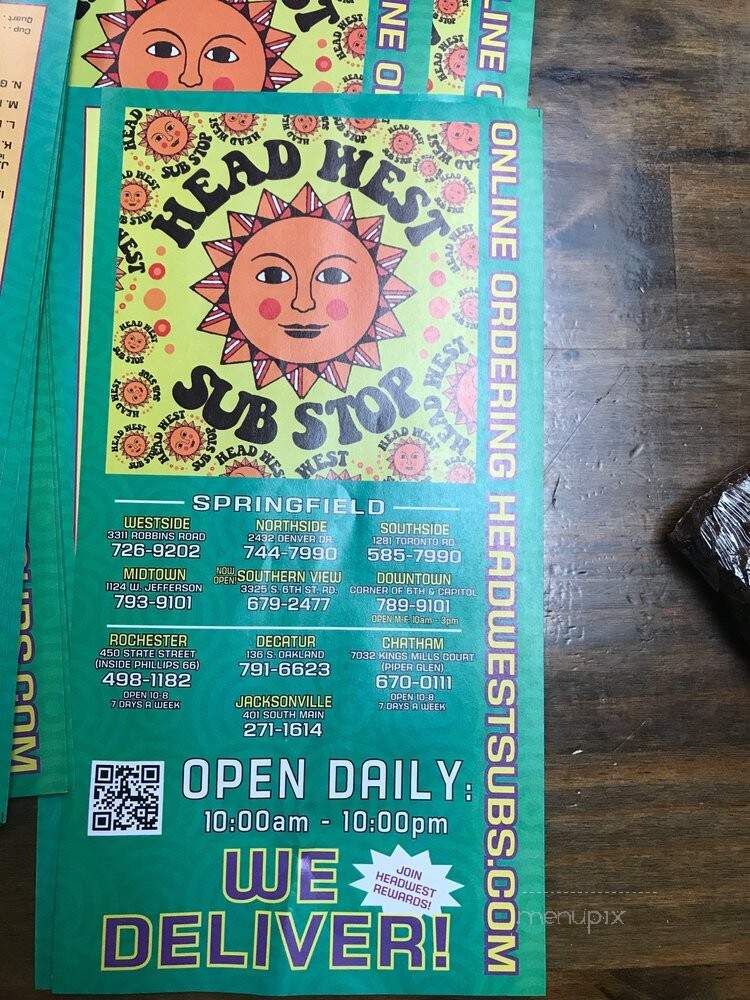 HEAD WEST
SUB STOP
SPRINGFIELD
WESTSIDE
3311 ROBBINS ROAD
726-9202
NORTHSIDE
2432 DENVER DR.
744-7990
SOUTHSIDE
1281 TORONTO RD.
585-7990
MIDTOWN
1124 W. JEFFERSON
793-9101
NOW OPEN!
SOUTHERN VIEW
3325 S. 6TH ST. RD.
679-2477
DOWNTOWN
CORNER OF 6TH & CAPITOL
789-9101
OPEN M-F 10am - 3pm
ROCHESTER
450 STATE STREET
(INSIDE PHILLIPS 66)
498-1182
OPEN 10-8
7 DAYS A WEEK
DECATUR
136 S. OAKLAND
791-6623
CHATHAM
7032 KINGS MILLS COURT
(PIPER GLEN)
670-0111
OPEN 10-8
7 DAYS A WEEK
JACKSONVILLE
401 SOUTH MAIN
271-1614
OPEN DAILY:
10:00am - 10:00pm
WE
DELIVER!
JOIN
HEADWEST
REWARDS!
ONLINE ORDERING HEADWESTSUBS.COM
menupix